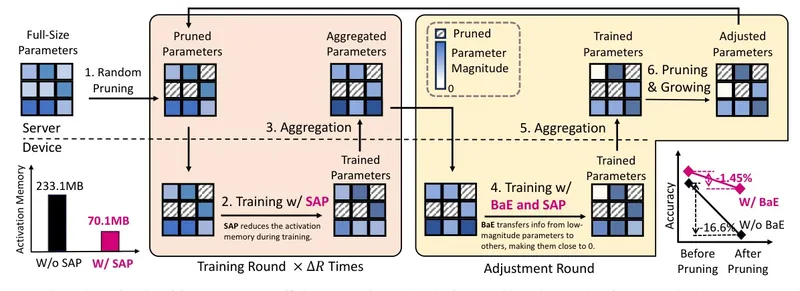 Full-Size
Parameters
1. Random
Pruning
Server
Device
Pruned
Parameters
Aggregated
Parameters
3. Aggregation
Trained
Parameters
2. Training w/ SAP
SAP reduces the activation
memory during training.
Training Round × ΔR Times
Pruned
Parameter
Magnitude
0
Trained
Parameters
Adjusted
Parameters
6. Pruning
& Growing
5. Aggregation
4. Training w/
BaE and SAP
BaE transfers info from low-
magnitude parameters to
others, making them close to 0.
Trained
Parameters
Adjustment Round
Activation Memory
233.1MB
70.1MB
W/o SAP
W/ SAP
Accuracy
-1.45%
W/ BaE
-16.6%
W/o BaE
Before
Pruning
After
Pruning